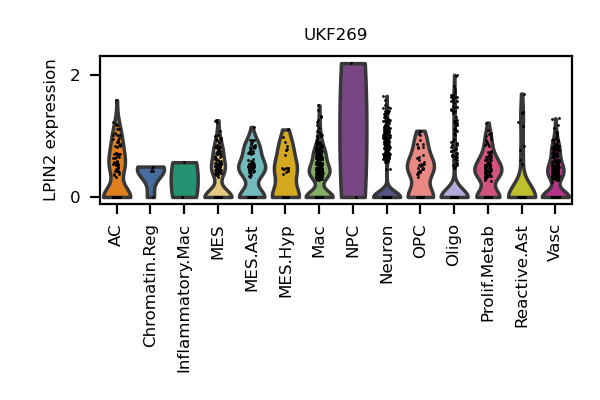 UKF269
LPIN2 expression
2
0
AC
Chromatin.Reg
Inflammatory.Mac
MES
MES.Ast
MES.Hyp
Mac
NPC
Neuron
OPC
Oligo
Prolif.Metab
Reactive.Ast
Vasc